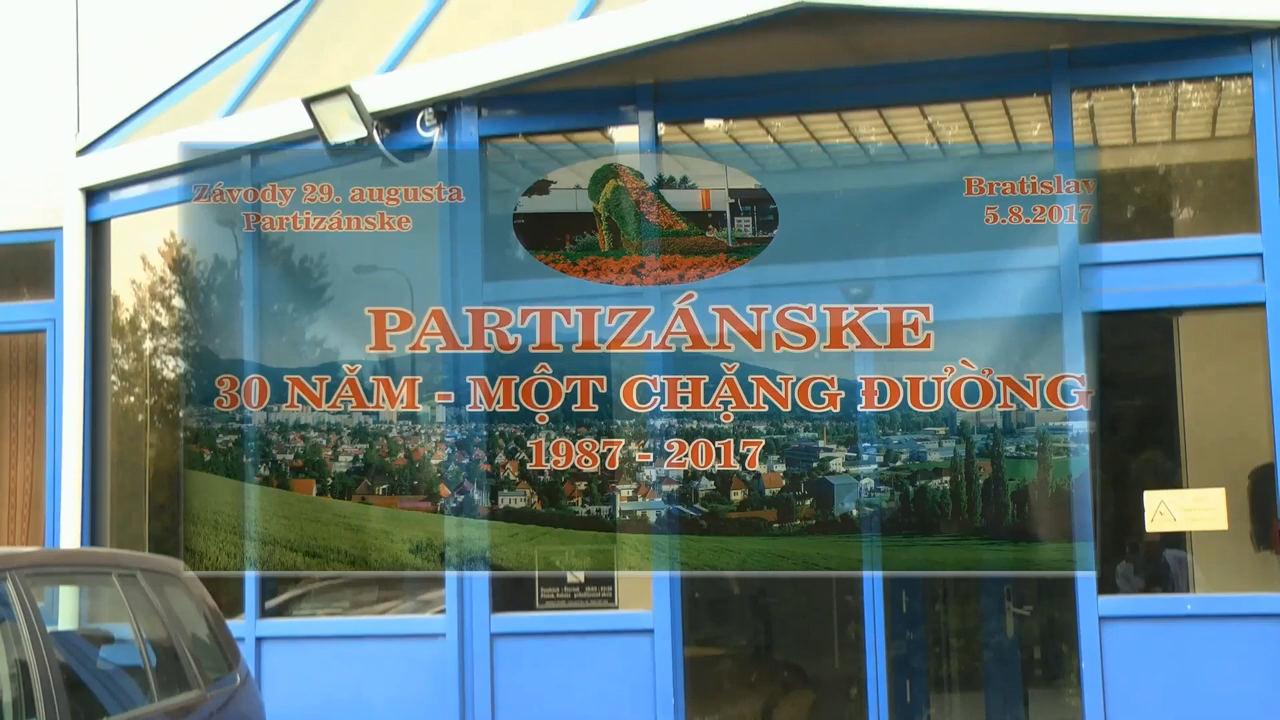 Závody 29. augusta
Partizánske
Bratislav
5.8.2017
PARTIZÁNSKE
30 NĂM - MỘT CHẶNG ĐƯỜNG
1987 - 2017